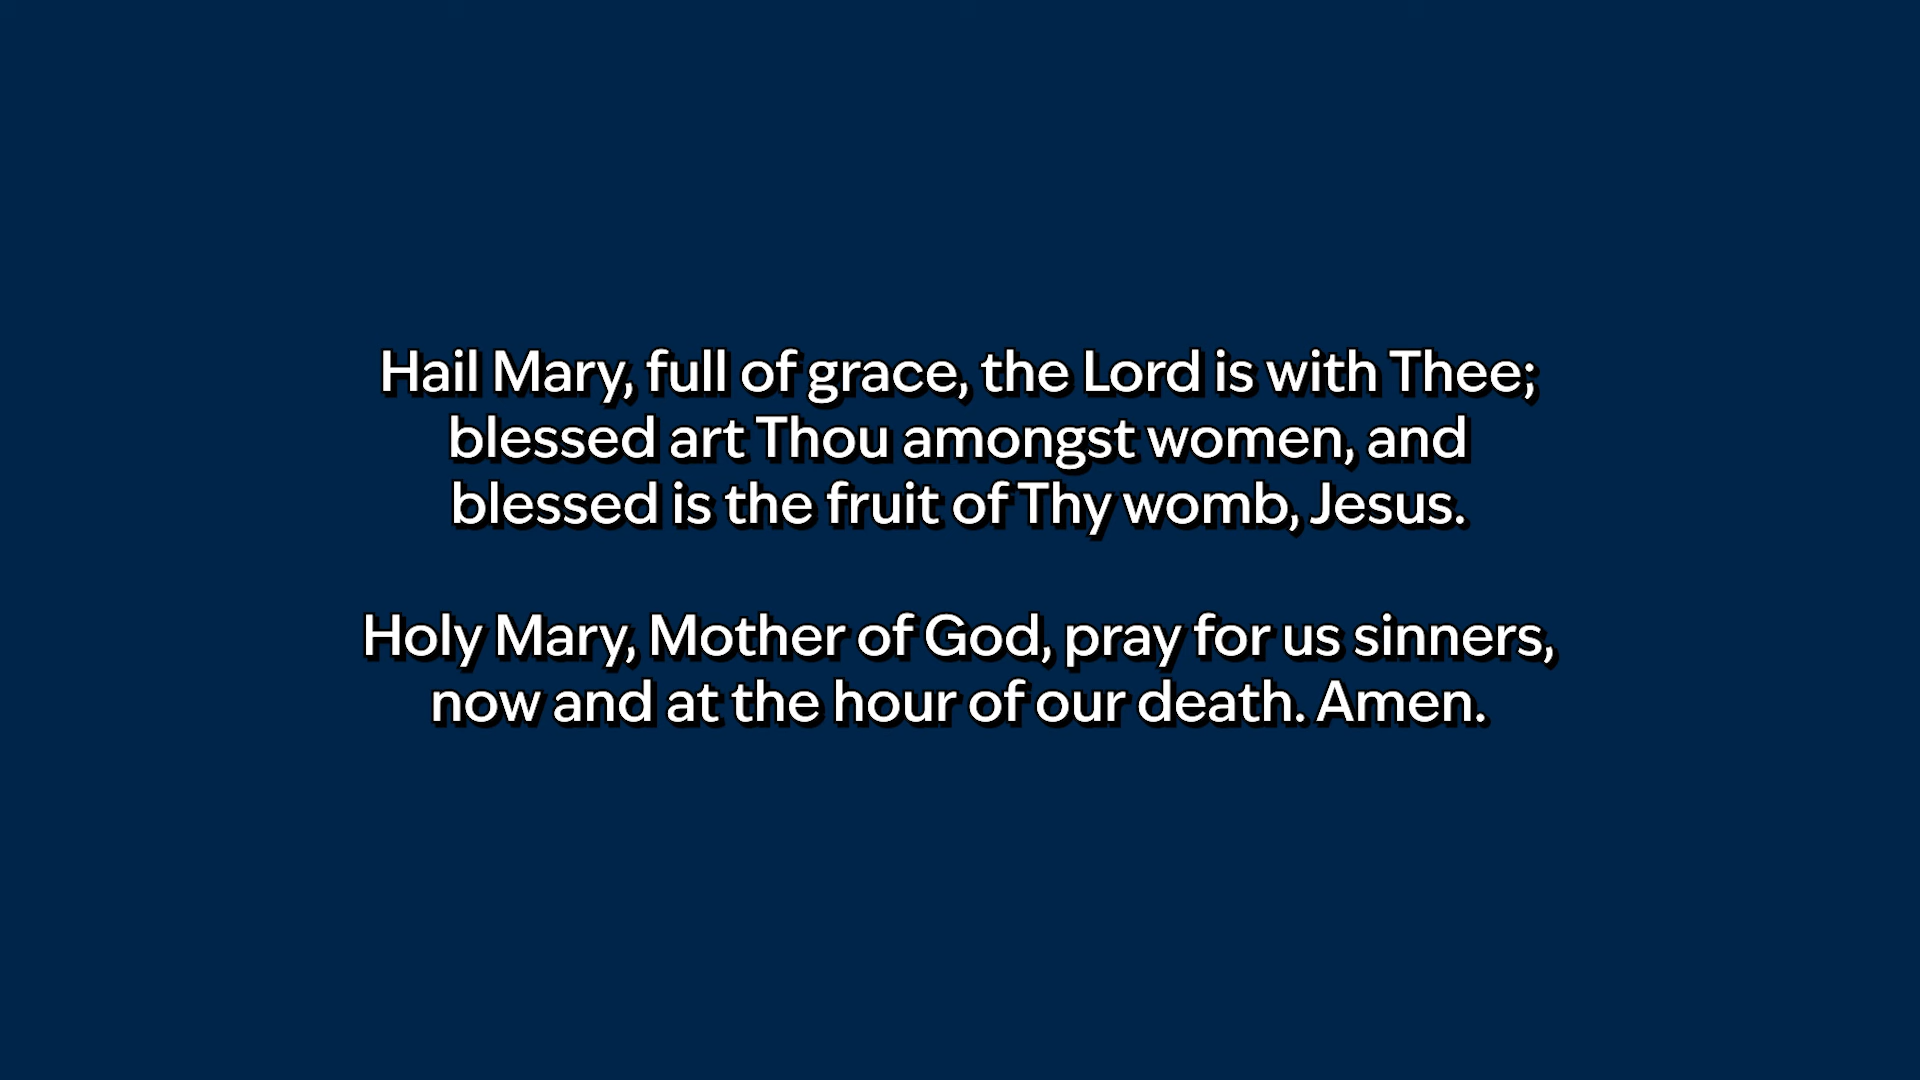 Hail Mary, full of grace, the Lord is with Thee;
blessed art Thou amongst women, and
blessed is the fruit of Thy womb, Jesus.
Holy Mary, Mother of God, pray for us sinners,
now and at the hour of our death. Amen.